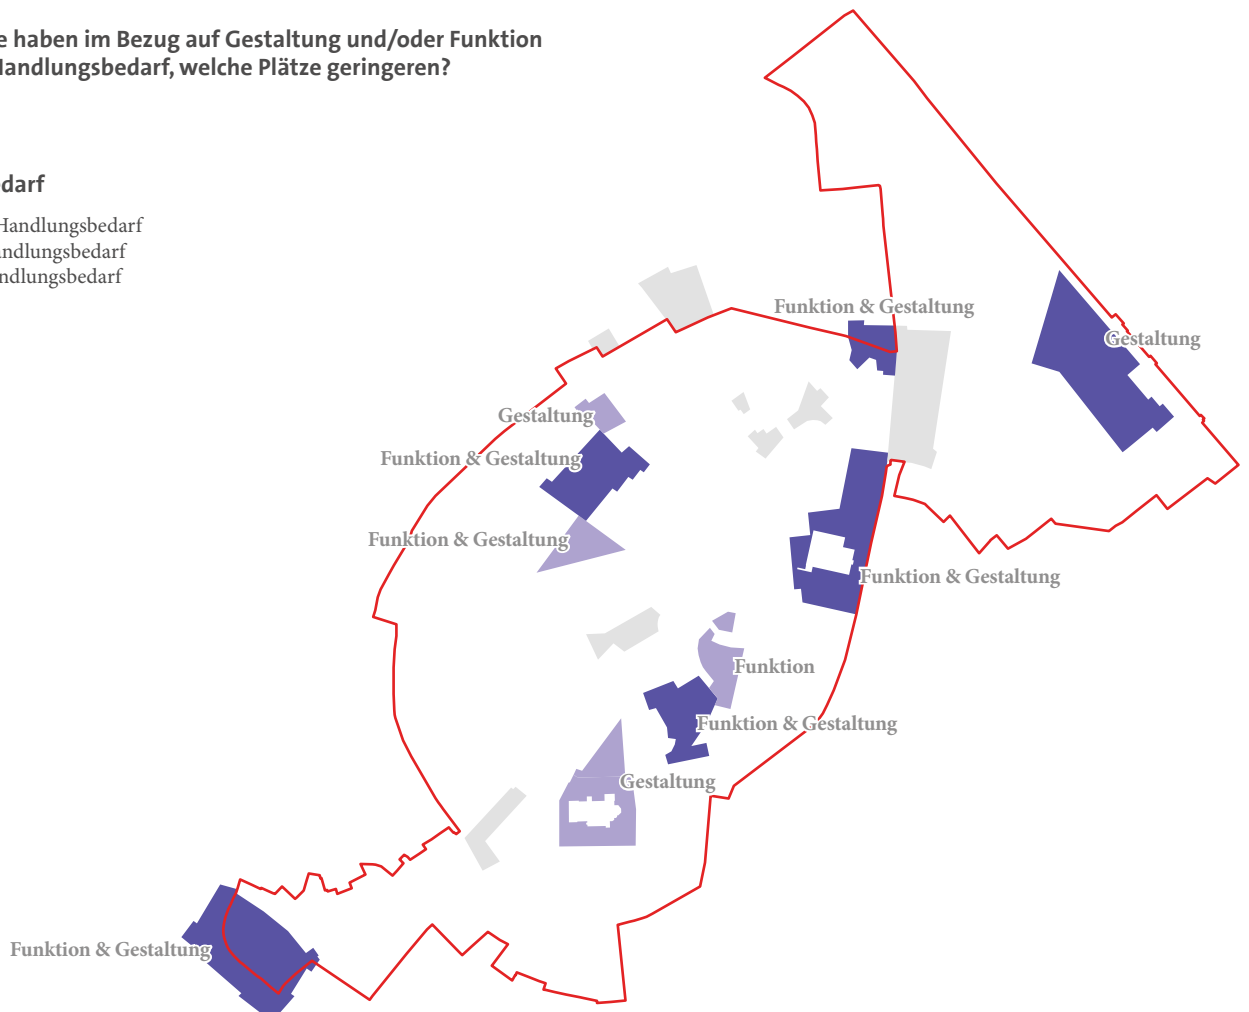 e haben im Bezug auf Gestaltung und/oder Funktion
Handlungsbedarf, welche Plätze geringeren?
darf
Handlungsbedarf
ndlungsbedarf
ndlungsbedarf
Funktion & Gestaltung
Gestaltung
Gestaltung
Funktion & Gestaltung
Funktion & Gestaltung
Funktion & Gestaltung
Funktion
Funktion & Gestaltung
Gestaltung
Funktion & Gestaltung